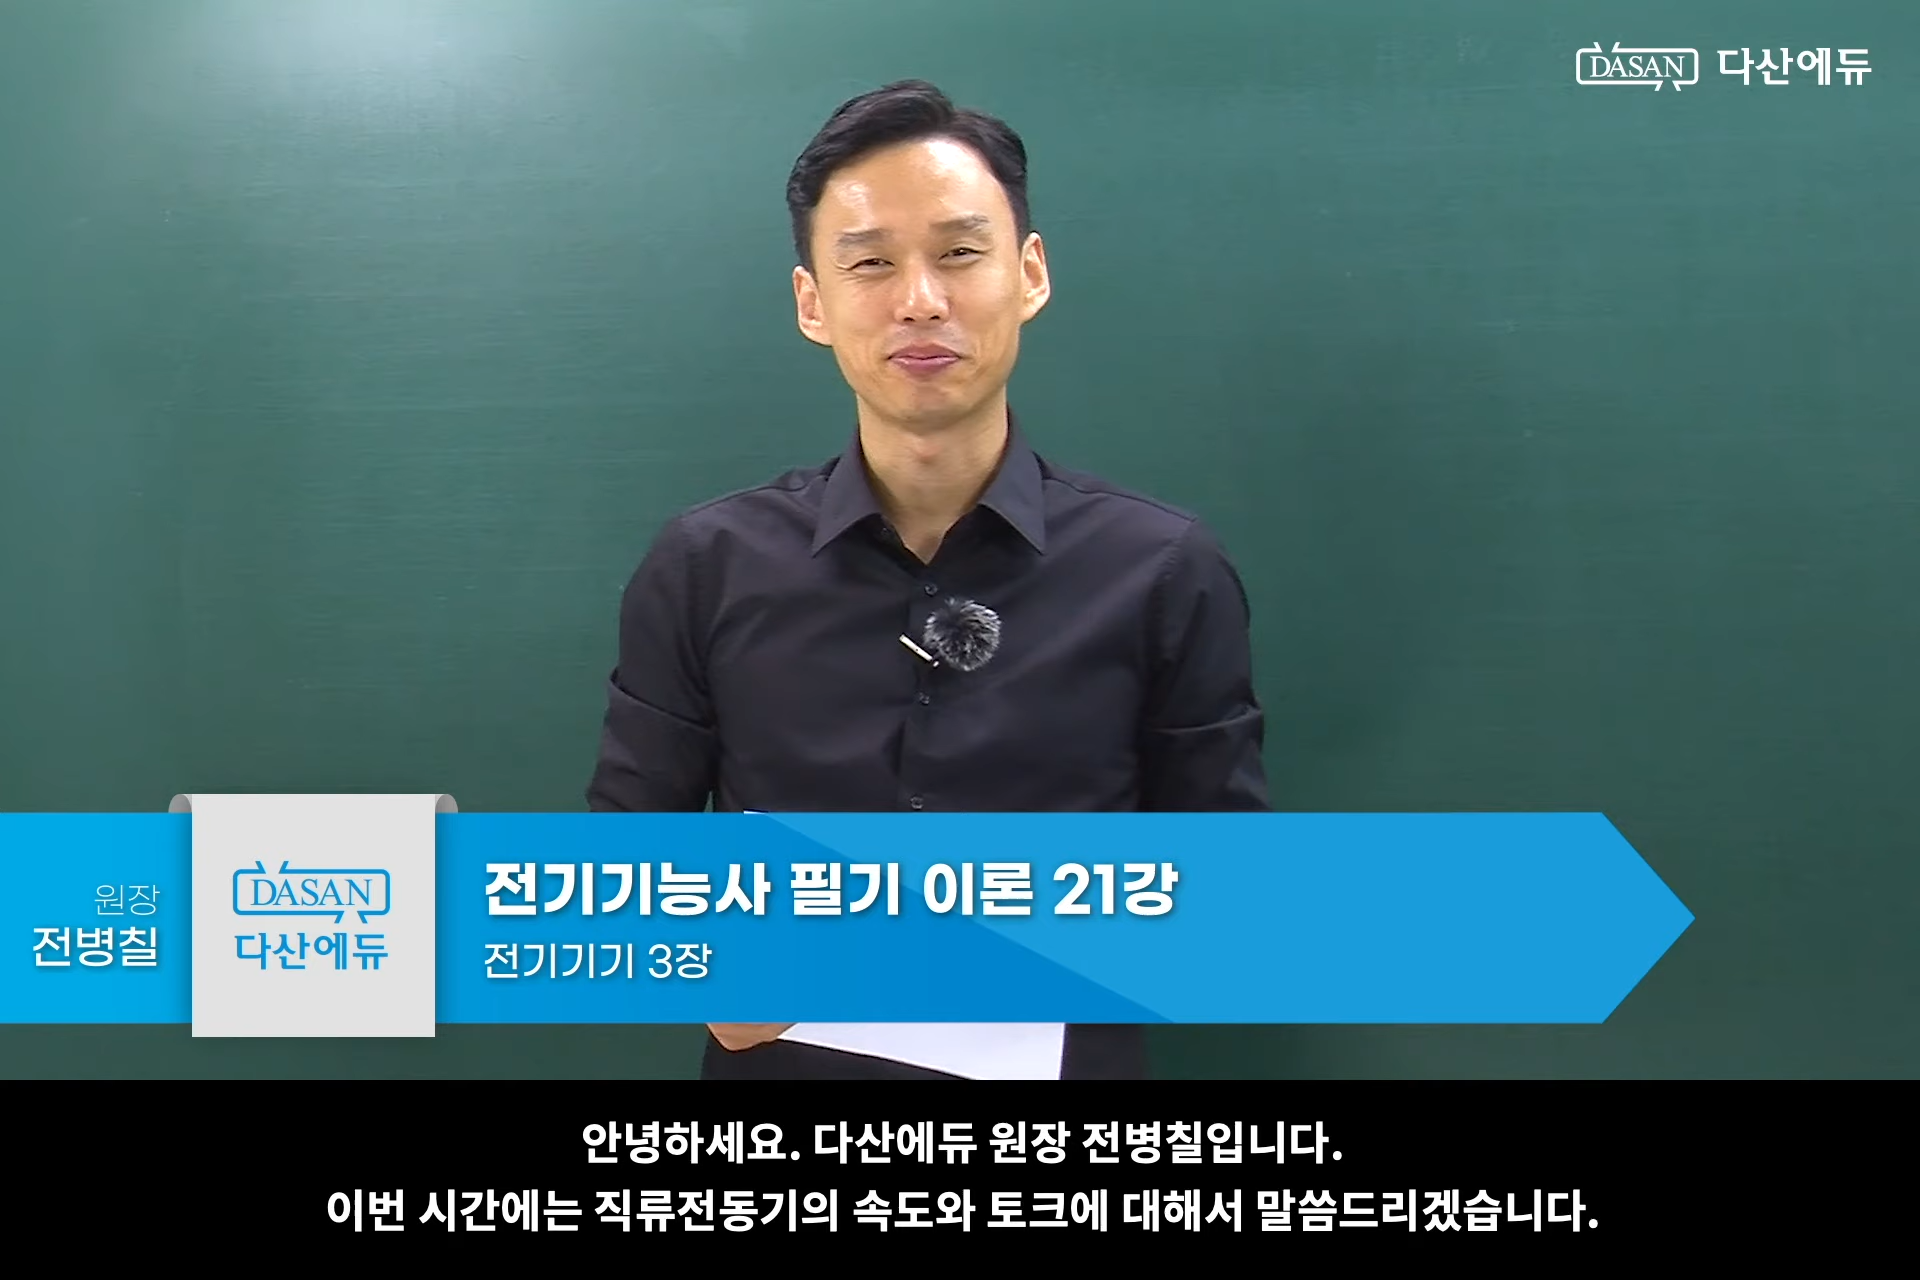 DASAN 다산에듀
원장
전병칠
DASAN
다산에듀
전기기능사 필기 이론 21강
전기기기 3장
안녕하세요. 다산에듀 원장 전병칠입니다.
이번 시간에는 직류전동기의 속도와 토크에 대해서 말씀드리겠습니다.